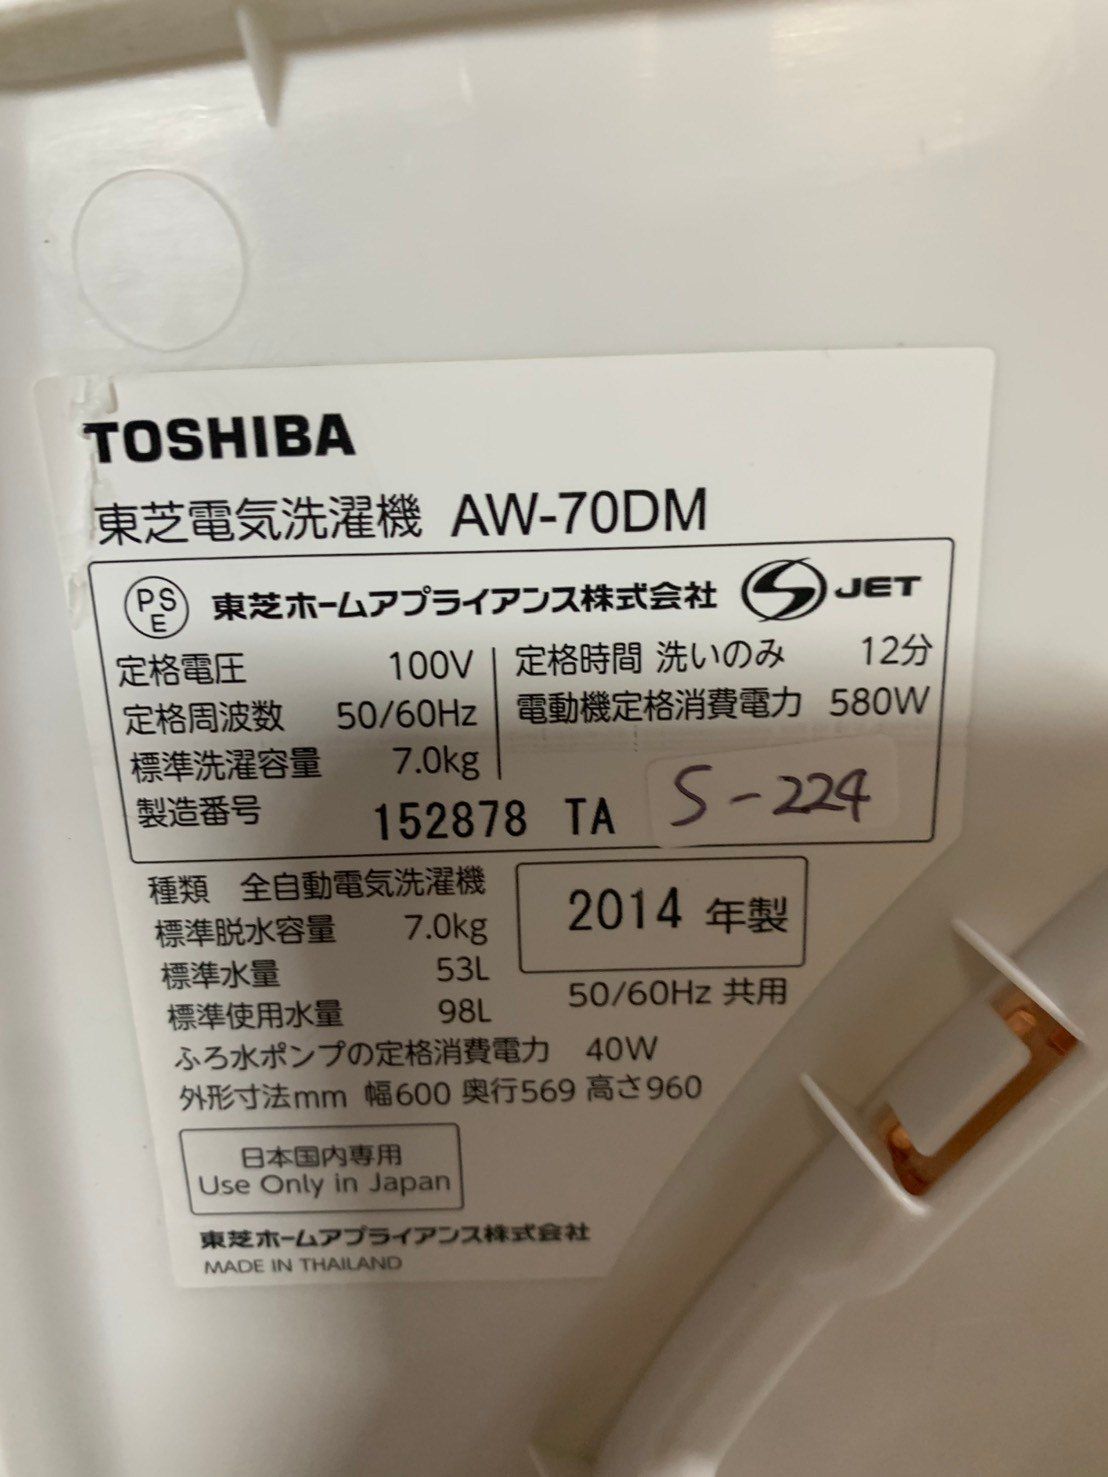 TOSHIBA
東芝電気洗濯機 AW-70DM
PSE 東芝ホームアプライアンス株式会社 S JET
定格電圧 100V 定格時間 洗いのみ 12分
定格周波数 50/60Hz 電動機定格消費電力 580W
標準洗濯容量 7.0kg
製造番号 152878 TA S-224
種類 全自動電気洗濯機
標準脱水容量 7.0kg 2014 年製
標準水量 53L
標準使用水量 98L 50/60Hz 共用
ふろ水ポンプの定格消費電力 40W
外形寸法mm 幅600 奥行569 高さ960
日本国内専用
Use Only in Japan
東芝ホームアプライアンス株式会社
MADE IN THAILAND